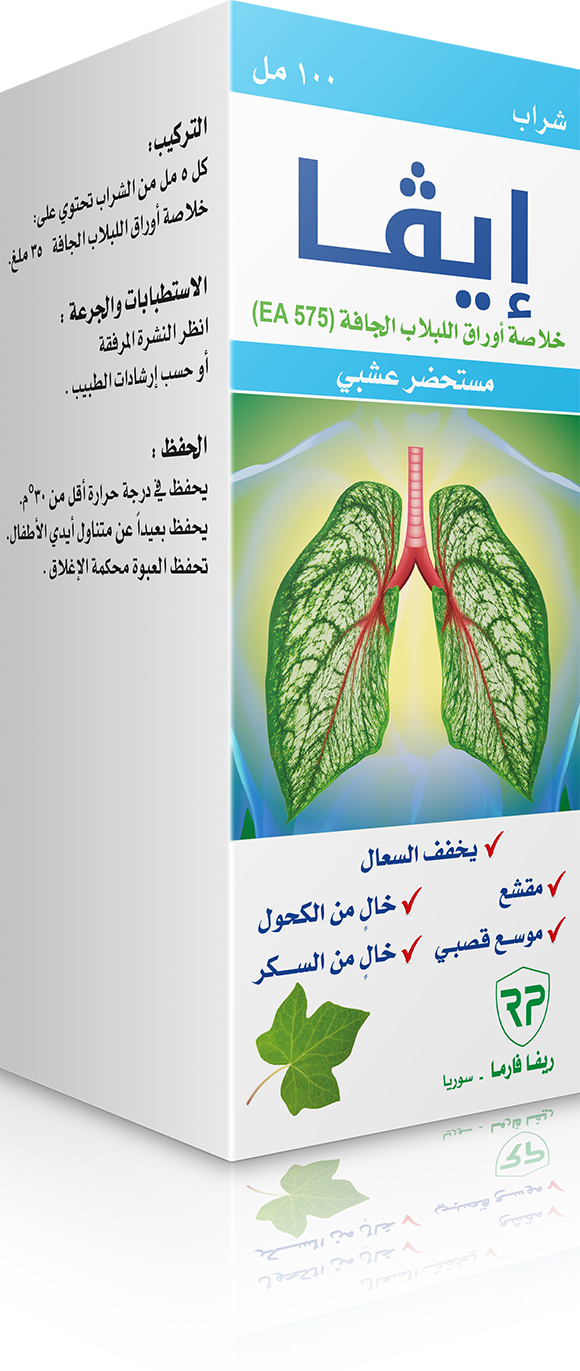 شراب
١٠٠ مل
إيڤا
خلاصة أوراق اللبلاب الجافة (EA 575)
مستحضر عشبي
✓ يخفف السعال
✓ مقشع
✓ خالٍ من الكحول
✓ موسع قصبي
✓ خالٍ من السكر
RP
ريفا فارما - سوريا
التركيب:
كل ٥ مل من الشراب تحتوي على:
خلاصة أوراق اللبلاب الجافة ٣٥ ملغ.
الاستطبابات والجرعة :
انظر النشرة المرفقة
أو حسب إرشادات الطبيب .
الحفظ :
يحفظ في درجة حرارة أقل من ٣٠°م.
يحفظ بعيداً عن متناول أيدي الأطفال.
تحفظ العبوة محكمة الإغلاق .